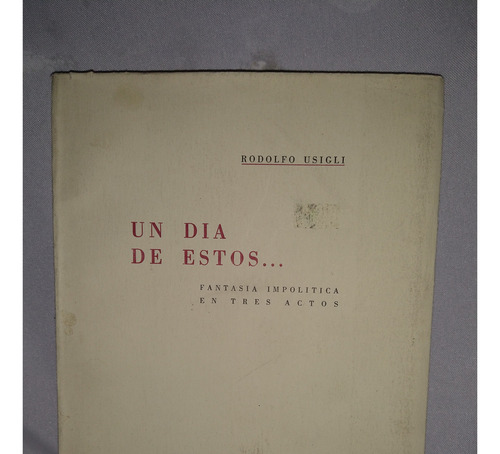 RODOLFO USIGLI
UN DIA
DE ESTOS...
FANTASIA IMPOLITICA
EN TRES ACTOS